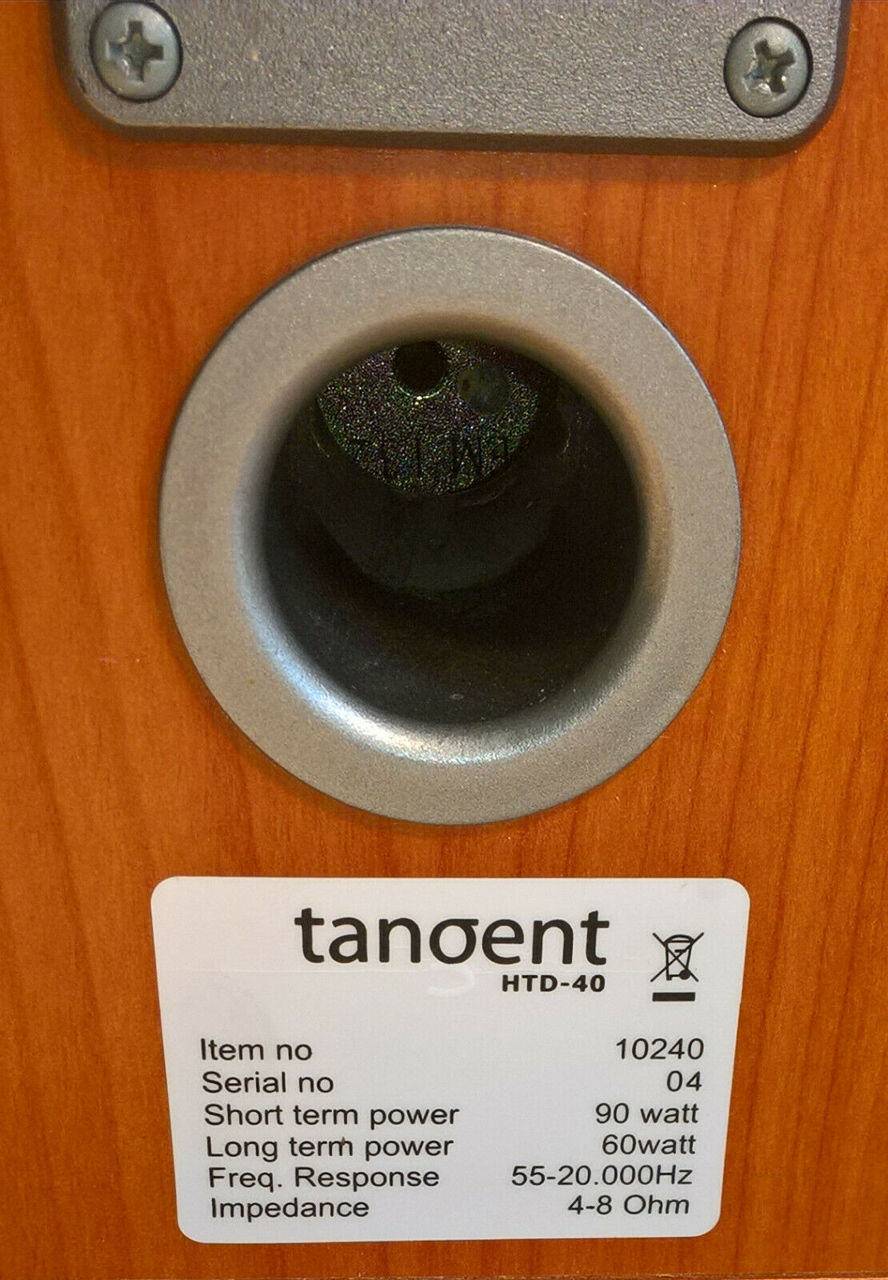 tangent
HTD-40
Item no 10240
Serial no 04
Short term power 90 watt
Long term power 60watt
Freq. Response 55-20.000Hz
Impedance 4-8 Ohm